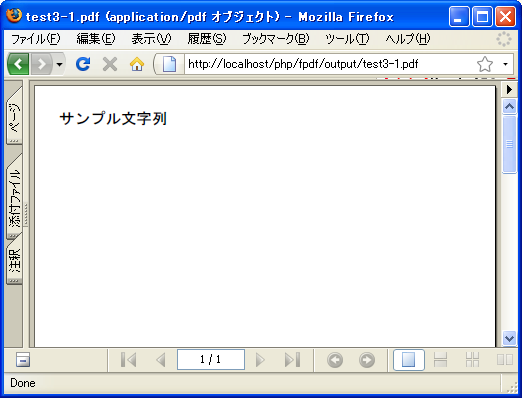 test3-1.pdf (application/pdf オブジェクト) - Mozilla Firefox
ファイル(F) 編集(E) 表示(V) 履歴(S) ブックマーク(B) ツール(T) ヘルプ(H)
http://localhost/php/fpdf/output/test3-1.pdf
ページ
添付ファイル
注釈
サンプル文字列
1 / 1
Done